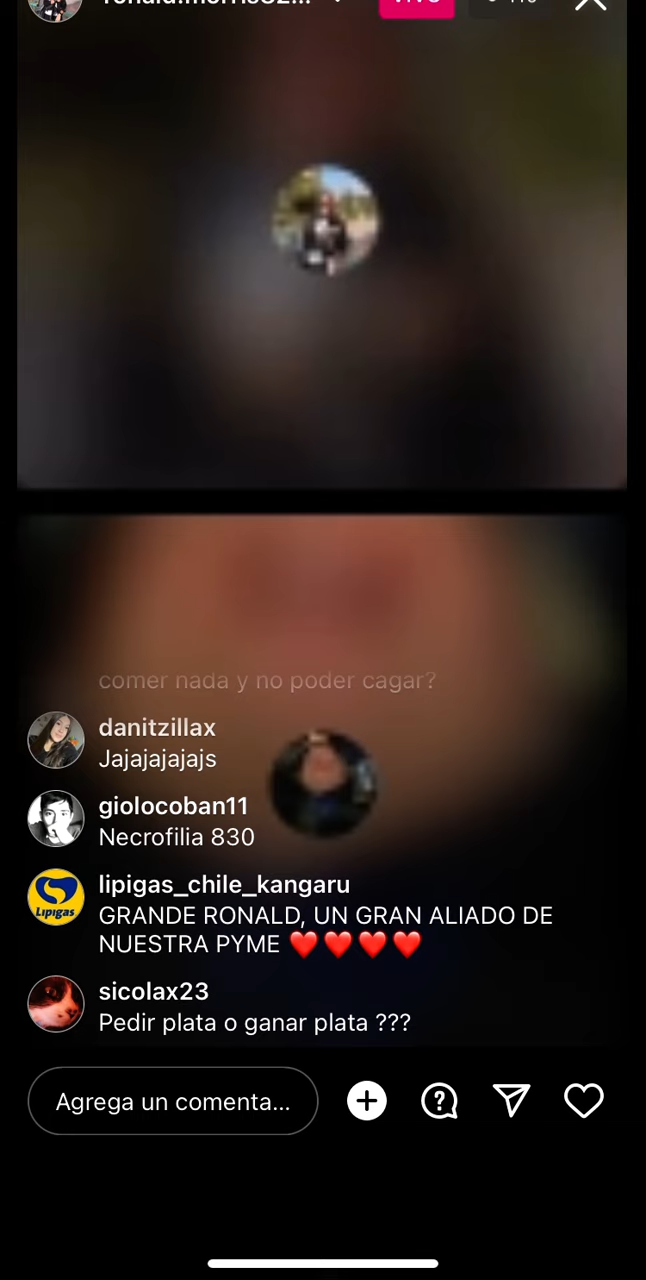 comer nada y no poder cagar?
danitzillax
Jajajajajajs
giolocoban11
Necrofilia 830
lipigas_chile_kangaru
GRANDE RONALD, UN GRAN ALIADO DE
NUESTRA PYME ❤️❤️❤️❤️
Lipigas
sicolax23
Pedir plata o ganar plata ???
Agrega un comenta...